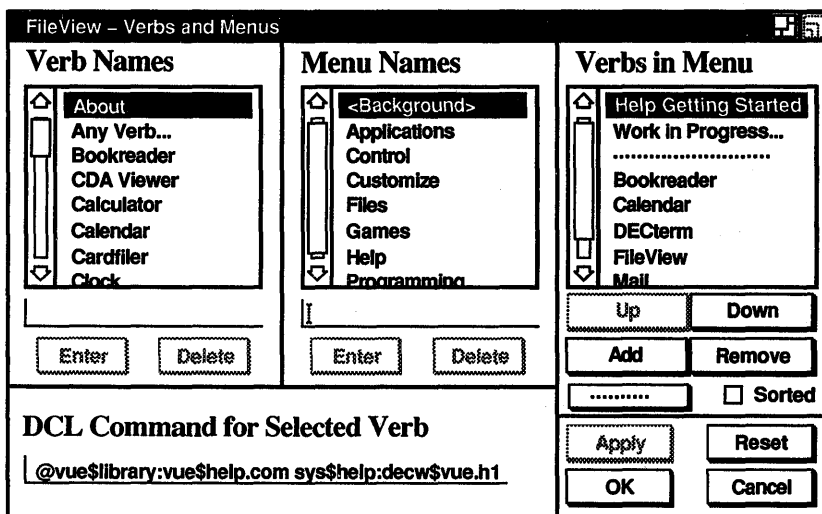 FileView – Verbs and Menus
Verb Names
About
Any Verb...
Bookreader
CDA Viewer
Calculator
Calendar
Cardfiler
Clock
Enter
Delete
Menu Names
<Background>
Applications
Control
Customize
Files
Games
Help
Programming
Enter
Delete
Verbs in Menu
Help Getting Started
Work in Progress...
..........................
Bookreader
Calendar
DECterm
FileView
Mail
Up
Down
Add
Remove
..........
Sorted
DCL Command for Selected Verb
@vue$library:vue$help.com sys$help:decw$vue.h1
Apply
Reset
OK
Cancel